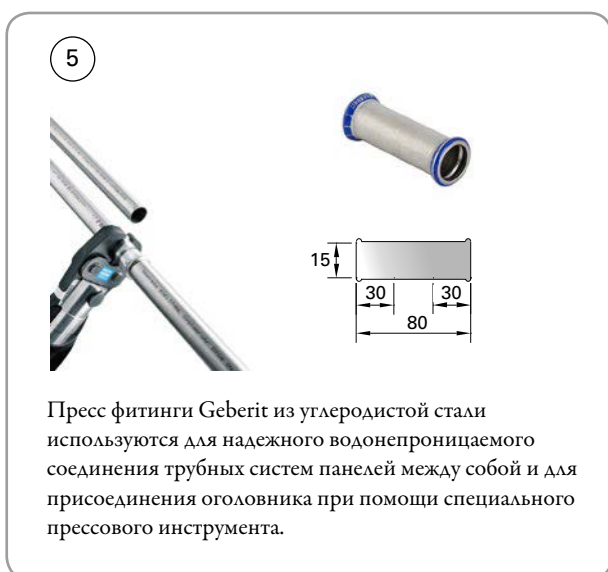 5
15
30 30
80
Пресс фитинги Geberit из углеродистой стали
используются для надежного водонепроницаемого
соединения трубных систем панелей между собой и для
присоединения оголовника при помощи специального
прессового инструмента.